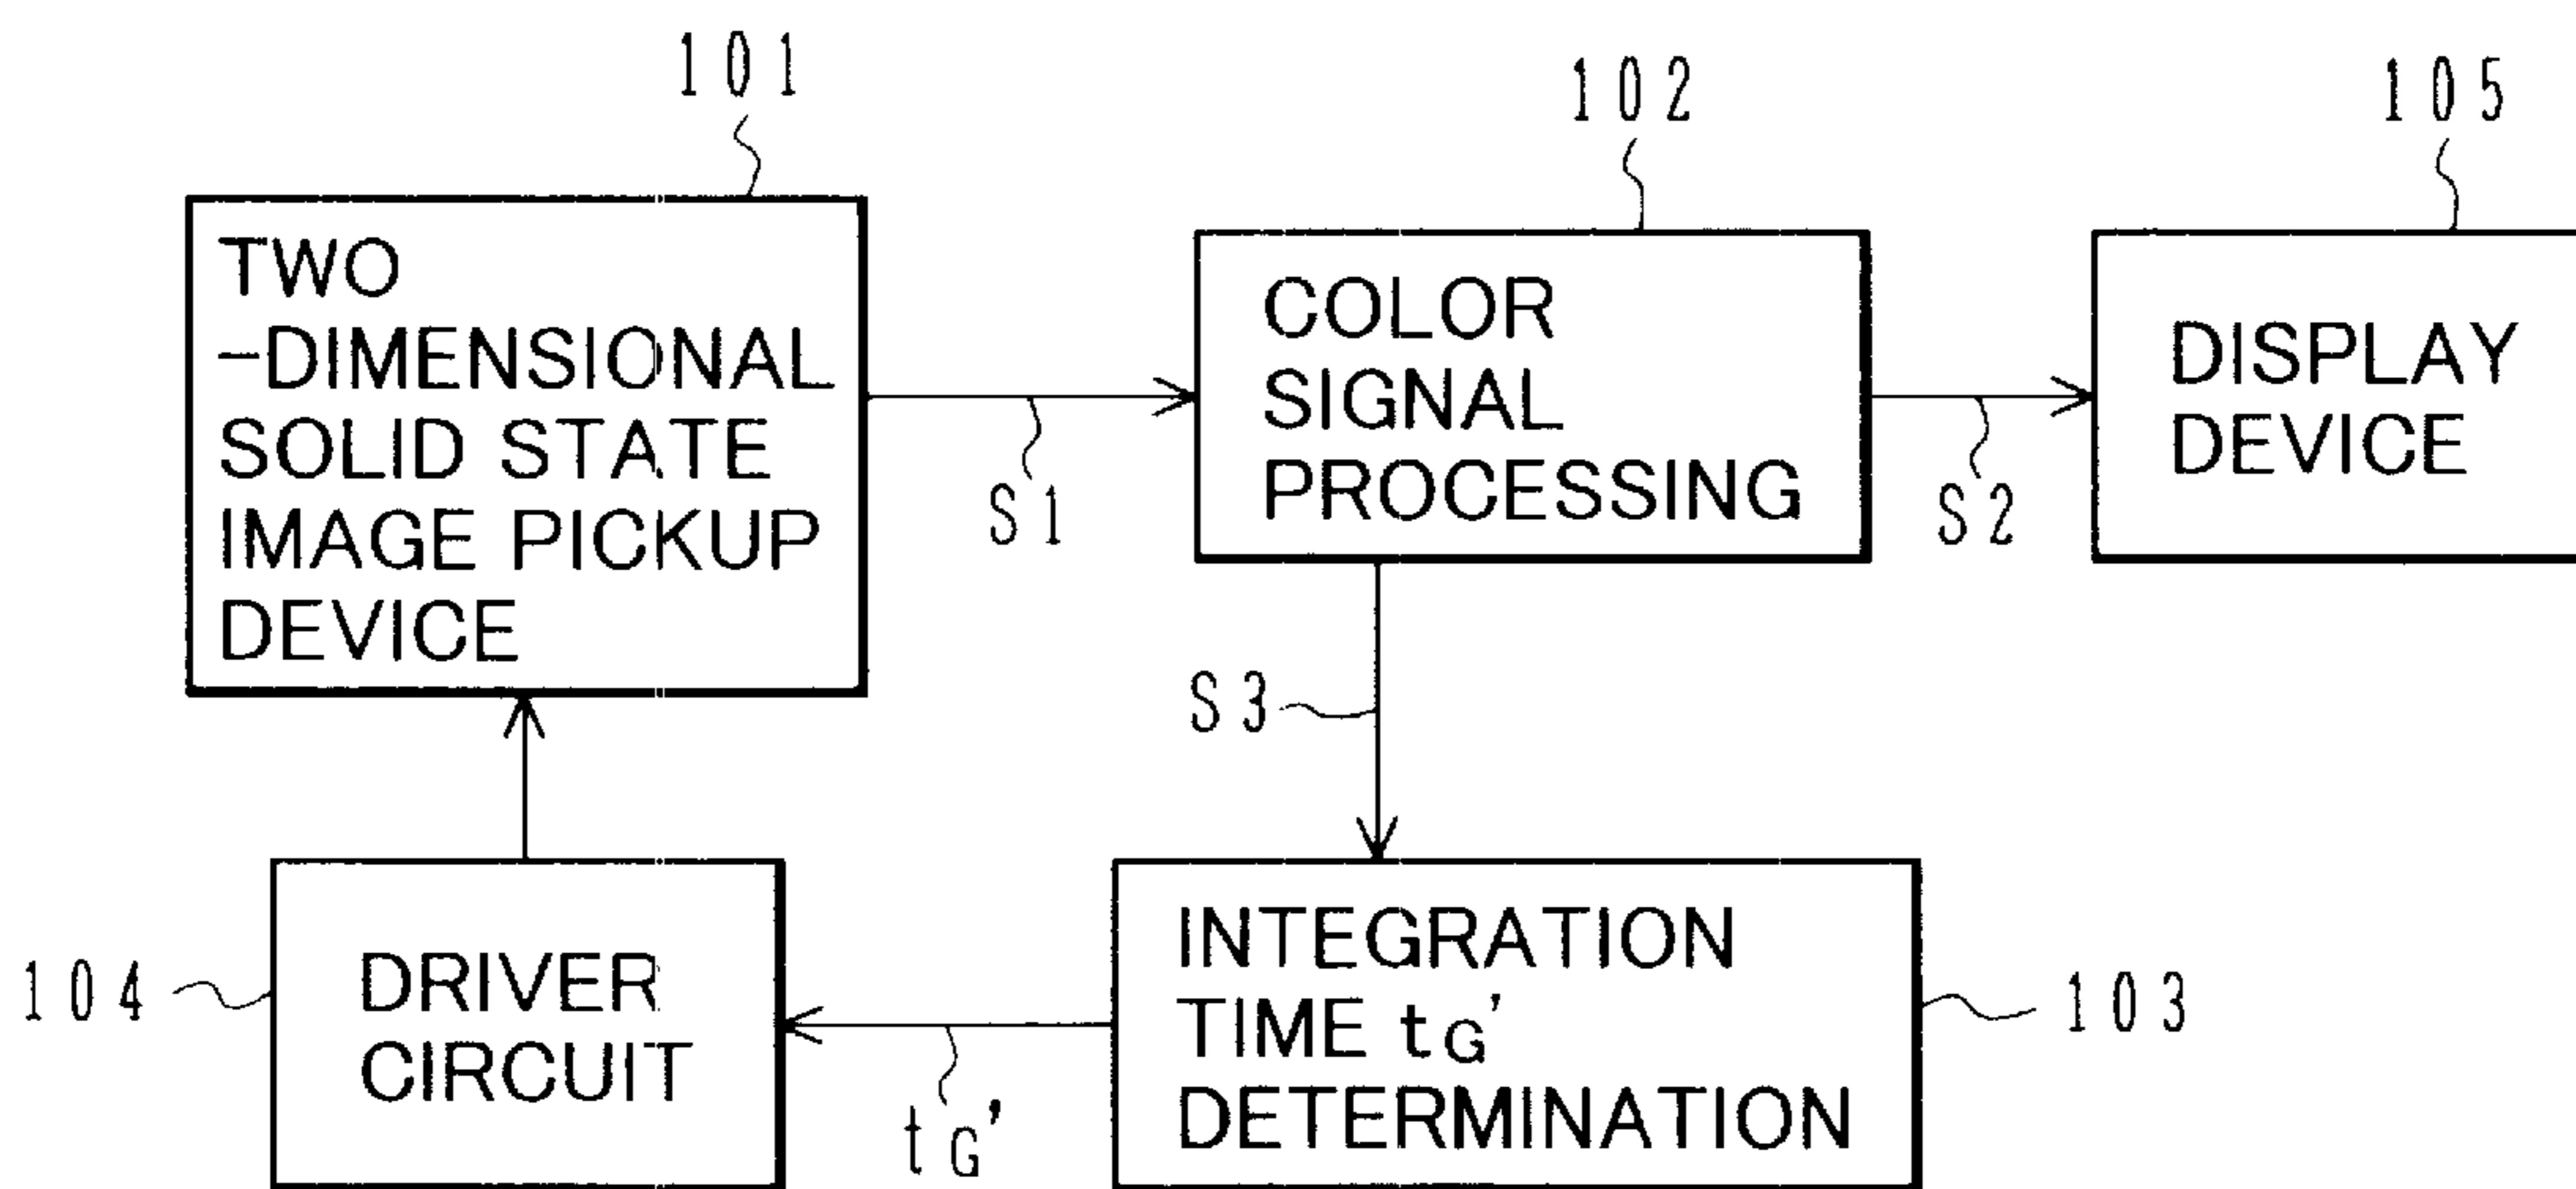 101
TWO
-DIMENSIONAL
SOLID STATE
IMAGE PICKUP
DEVICE
S1
102
COLOR
SIGNAL
PROCESSING
S2
105
DISPLAY
DEVICE
S3
104
DRIVER
CIRCUIT
tG'
INTEGRATION
TIME tG'
DETERMINATION
103